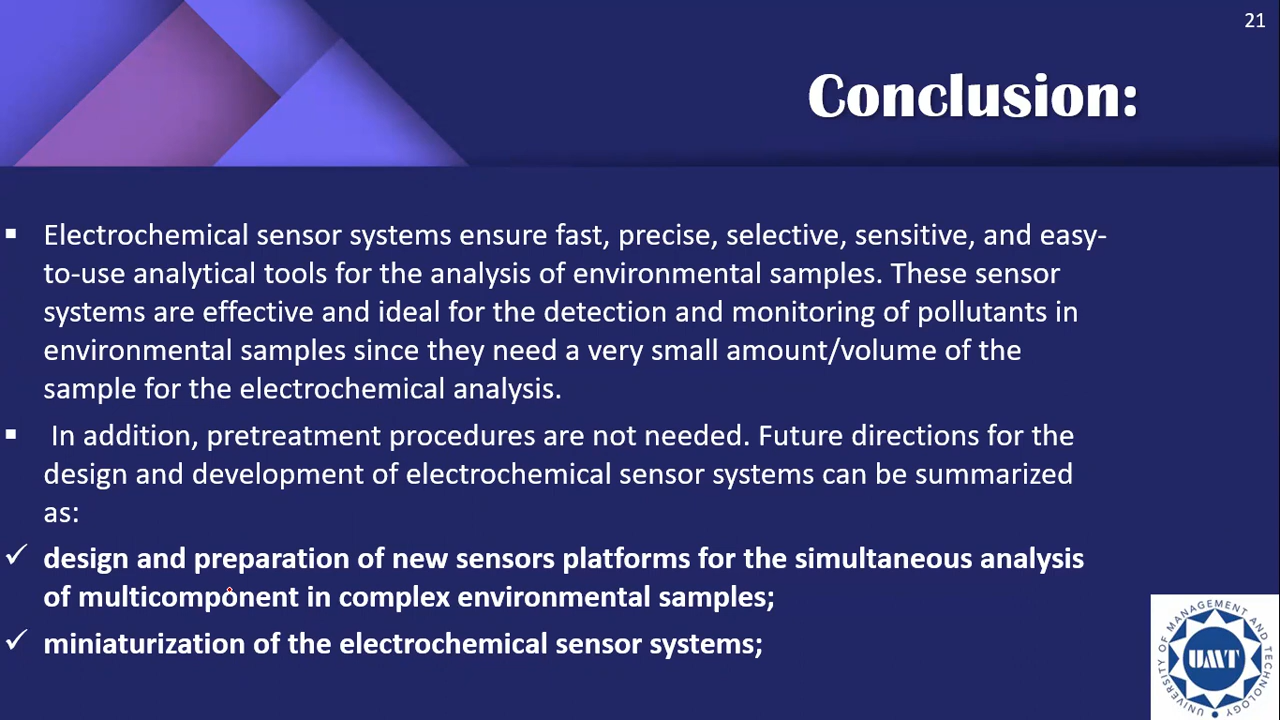 21
Conclusion:
▪ Electrochemical sensor systems ensure fast, precise, selective, sensitive, and easy-
to-use analytical tools for the analysis of environmental samples. These sensor
systems are effective and ideal for the detection and monitoring of pollutants in
environmental samples since they need a very small amount/volume of the
sample for the electrochemical analysis.
▪ In addition, pretreatment procedures are not needed. Future directions for the
design and development of electrochemical sensor systems can be summarized
as:
✓ design and preparation of new sensors platforms for the simultaneous analysis
of multicomponent in complex environmental samples;
✓ miniaturization of the electrochemical sensor systems;
UNIVERSITY OF MANAGEMENT AND TECHNOLOGY
UMT